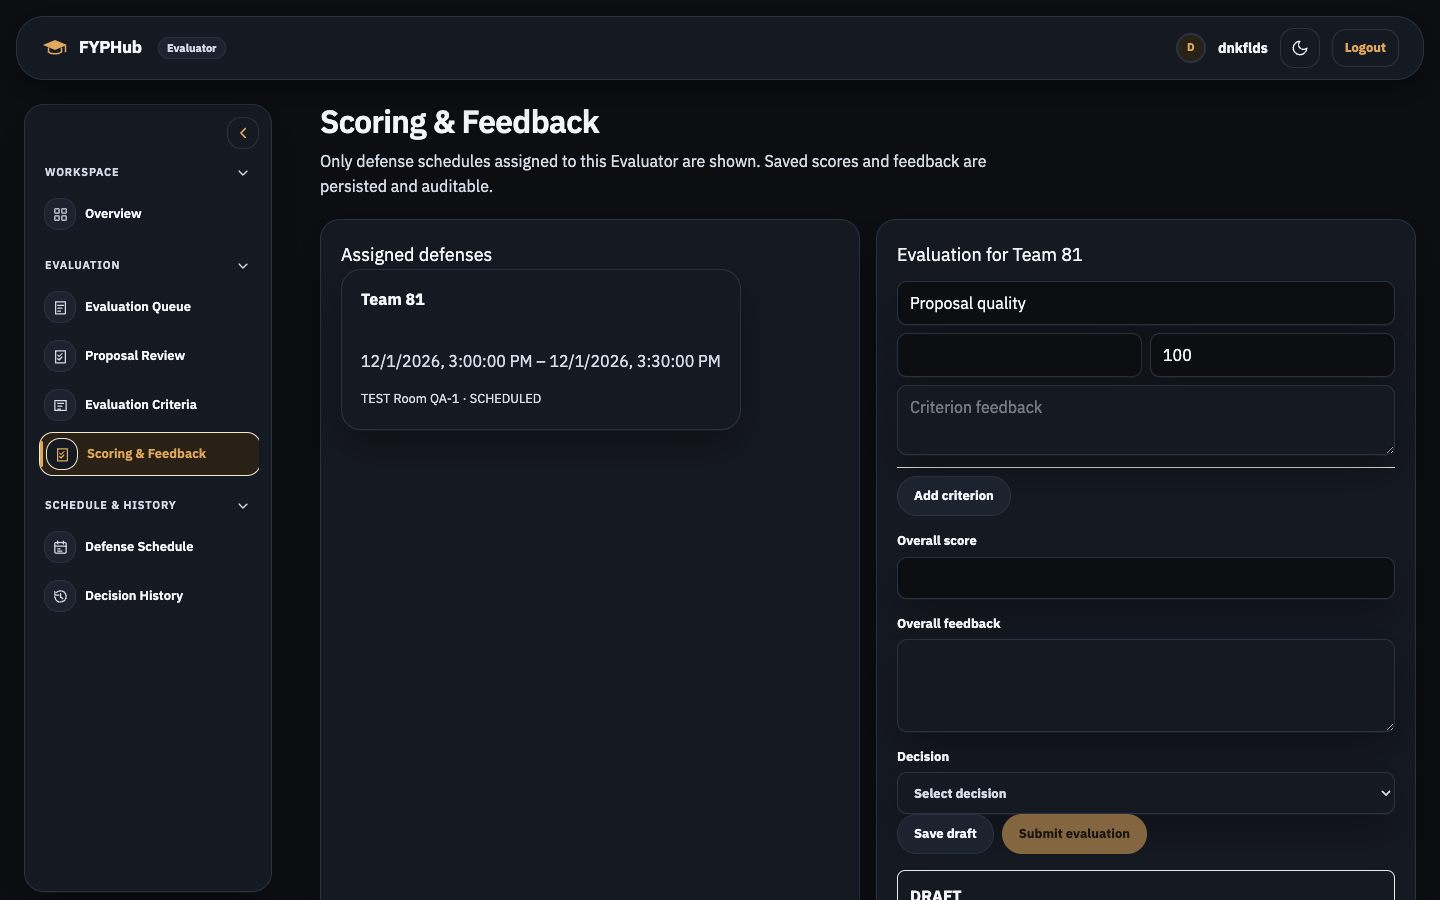 FYPHub
Evaluator
D
dnkflds
Logout
WORKSPACE
Overview
EVALUATION
Evaluation Queue
Proposal Review
Evaluation Criteria
Scoring & Feedback
SCHEDULE & HISTORY
Defense Schedule
Decision History
Scoring & Feedback
Only defense schedules assigned to this Evaluator are shown. Saved scores and feedback are
persisted and auditable.
Assigned defenses
Team 81
12/1/2026, 3:00:00 PM – 12/1/2026, 3:30:00 PM
TEST Room QA-1 · SCHEDULED
Evaluation for Team 81
Proposal quality
100
Criterion feedback
Add criterion
Overall score
Overall feedback
Decision
Select decision
Save draft
Submit evaluation
DRAFT